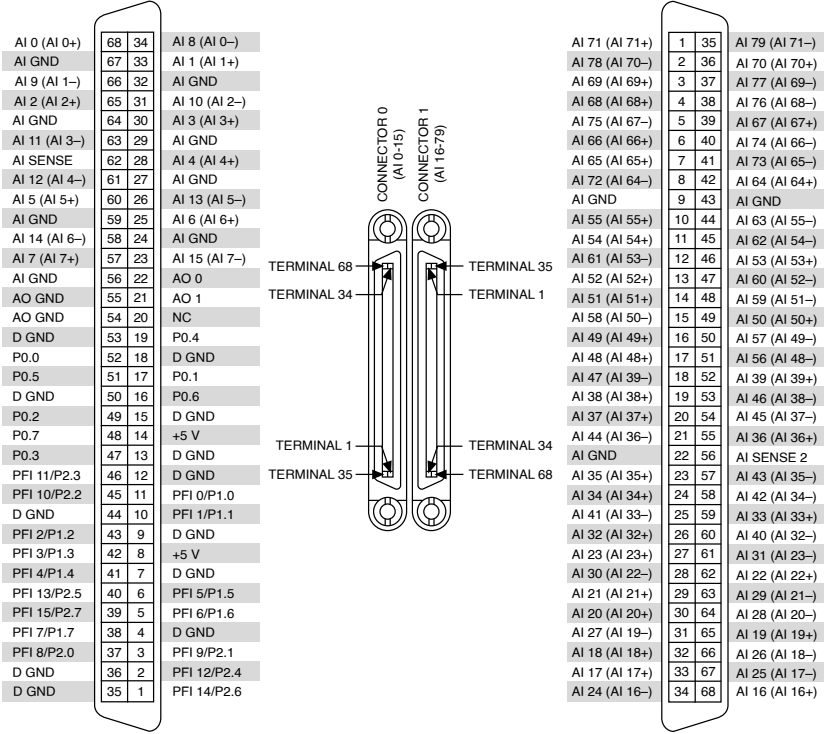 AI 0 (AI 0+) 68 34 AI 8 (AI 0–)
AI GND 67 33 AI 1 (AI 1+)
AI 9 (AI 1–) 66 32 AI GND
AI 2 (AI 2+) 65 31 AI 10 (AI 2–)
AI GND 64 30 AI 3 (AI 3+)
AI 11 (AI 3–) 63 29 AI GND
AI SENSE 62 28 AI 4 (AI 4+)
AI 12 (AI 4–) 61 27 AI GND
AI 5 (AI 5+) 60 26 AI 13 (AI 5–)
AI GND 59 25 AI 6 (AI 6+)
AI 14 (AI 6–) 58 24 AI GND
AI 7 (AI 7+) 57 23 AI 15 (AI 7–)
AI GND 56 22 AO 0
AO GND 55 21 AO 1
AO GND 54 20 NC
D GND 53 19 P0.4
P0.0 52 18 D GND
P0.5 51 17 P0.1
D GND 50 16 P0.6
P0.2 49 15 D GND
P0.7 48 14 +5 V
P0.3 47 13 D GND
PFI 11/P2.3 46 12 D GND
PFI 10/P2.2 45 11 PFI 0/P1.0
D GND 44 10 PFI 1/P1.1
PFI 2/P1.2 43 9 D GND
PFI 3/P1.3 42 8 +5 V
PFI 4/P1.4 41 7 D GND
PFI 13/P2.5 40 6 PFI 5/P1.5
PFI 15/P2.7 39 5 PFI 6/P1.6
PFI 7/P1.7 38 4 D GND
PFI 8/P2.0 37 3 PFI 9/P2.1
D GND 36 2 PFI 12/P2.4
D GND 35 1 PFI 14/P2.6
CONNECTOR 0
(AI 0-15)
CONNECTOR 1
(AI 16-79)
TERMINAL 68
TERMINAL 35
TERMINAL 34
TERMINAL 1
TERMINAL 1
TERMINAL 34
TERMINAL 35
TERMINAL 68
AI 71 (AI 71+) 1 35 AI 79 (AI 71–)
AI 78 (AI 70–) 2 36 AI 70 (AI 70+)
AI 69 (AI 69+) 3 37 AI 77 (AI 69–)
AI 68 (AI 68+) 4 38 AI 76 (AI 68–)
AI 75 (AI 67–) 5 39 AI 67 (AI 67+)
AI 66 (AI 66+) 6 40 AI 74 (AI 66–)
AI 65 (AI 65+) 7 41 AI 73 (AI 65–)
AI 72 (AI 64–) 8 42 AI 64 (AI 64+)
AI GND 9 43 AI GND
AI 55 (AI 55+) 10 44 AI 63 (AI 55–)
AI 54 (AI 54+) 11 45 AI 62 (AI 54–)
AI 61 (AI 53–) 12 46 AI 53 (AI 53+)
AI 52 (AI 52+) 13 47 AI 60 (AI 52–)
AI 51 (AI 51+) 14 48 AI 59 (AI 51–)
AI 58 (AI 50–) 15 49 AI 50 (AI 50+)
AI 49 (AI 49+) 16 50 AI 57 (AI 49–)
AI 48 (AI 48+) 17 51 AI 56 (AI 48–)
AI 47 (AI 39–) 18 52 AI 39 (AI 39+)
AI 38 (AI 38+) 19 53 AI 46 (AI 38–)
AI 37 (AI 37+) 20 54 AI 45 (AI 37–)
AI 44 (AI 36–) 21 55 AI 36 (AI 36+)
AI GND 22 56 AI SENSE 2
AI 35 (AI 35+) 23 57 AI 43 (AI 35–)
AI 34 (AI 34+) 24 58 AI 42 (AI 34–)
AI 41 (AI 33–) 25 59 AI 33 (AI 33+)
AI 32 (AI 32+) 26 60 AI 40 (AI 32–)
AI 23 (AI 23+) 27 61 AI 31 (AI 23–)
AI 30 (AI 22–) 28 62 AI 22 (AI 22+)
AI 21 (AI 21+) 29 63 AI 29 (AI 21–)
AI 20 (AI 20+) 30 64 AI 28 (AI 20–)
AI 27 (AI 19–) 31 65 AI 19 (AI 19+)
AI 18 (AI 18+) 32 66 AI 26 (AI 18–)
AI 17 (AI 17+) 33 67 AI 25 (AI 17–)
AI 24 (AI 16–) 34 68 AI 16 (AI 16+)